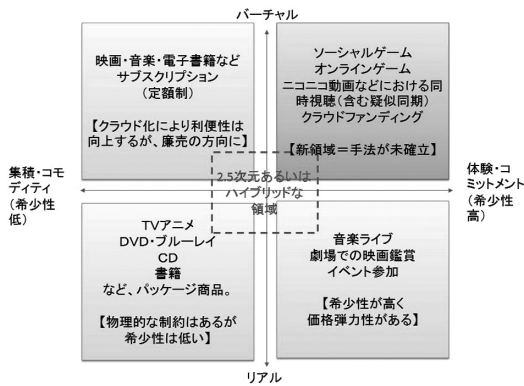 バーチャル
映画・音楽・電子書籍など
サブスクリプション
（定額制）
【クラウド化により利便性は
向上するが、廉売の方向に】
ソーシャルゲーム
オンラインゲーム
ニコニコ動画などにおける同
時視聴（含む疑似同期）
クラウドファンディング
【新領域＝手法が未確立】
集積・コモ
ディティ
（希少性
低）
2.5次元あるいは
ハイブリッドな
領域
体験・コ
ミットメント
（希少性
高）
TVアニメ
DVD・ブルーレイ
CD
書籍
など、パッケージ商品。
【物理的な制約はあるが
希少性は低い】
音楽ライブ
劇場での映画鑑賞
イベント参加
【希少性が高く
価格弾力性がある】
リアル